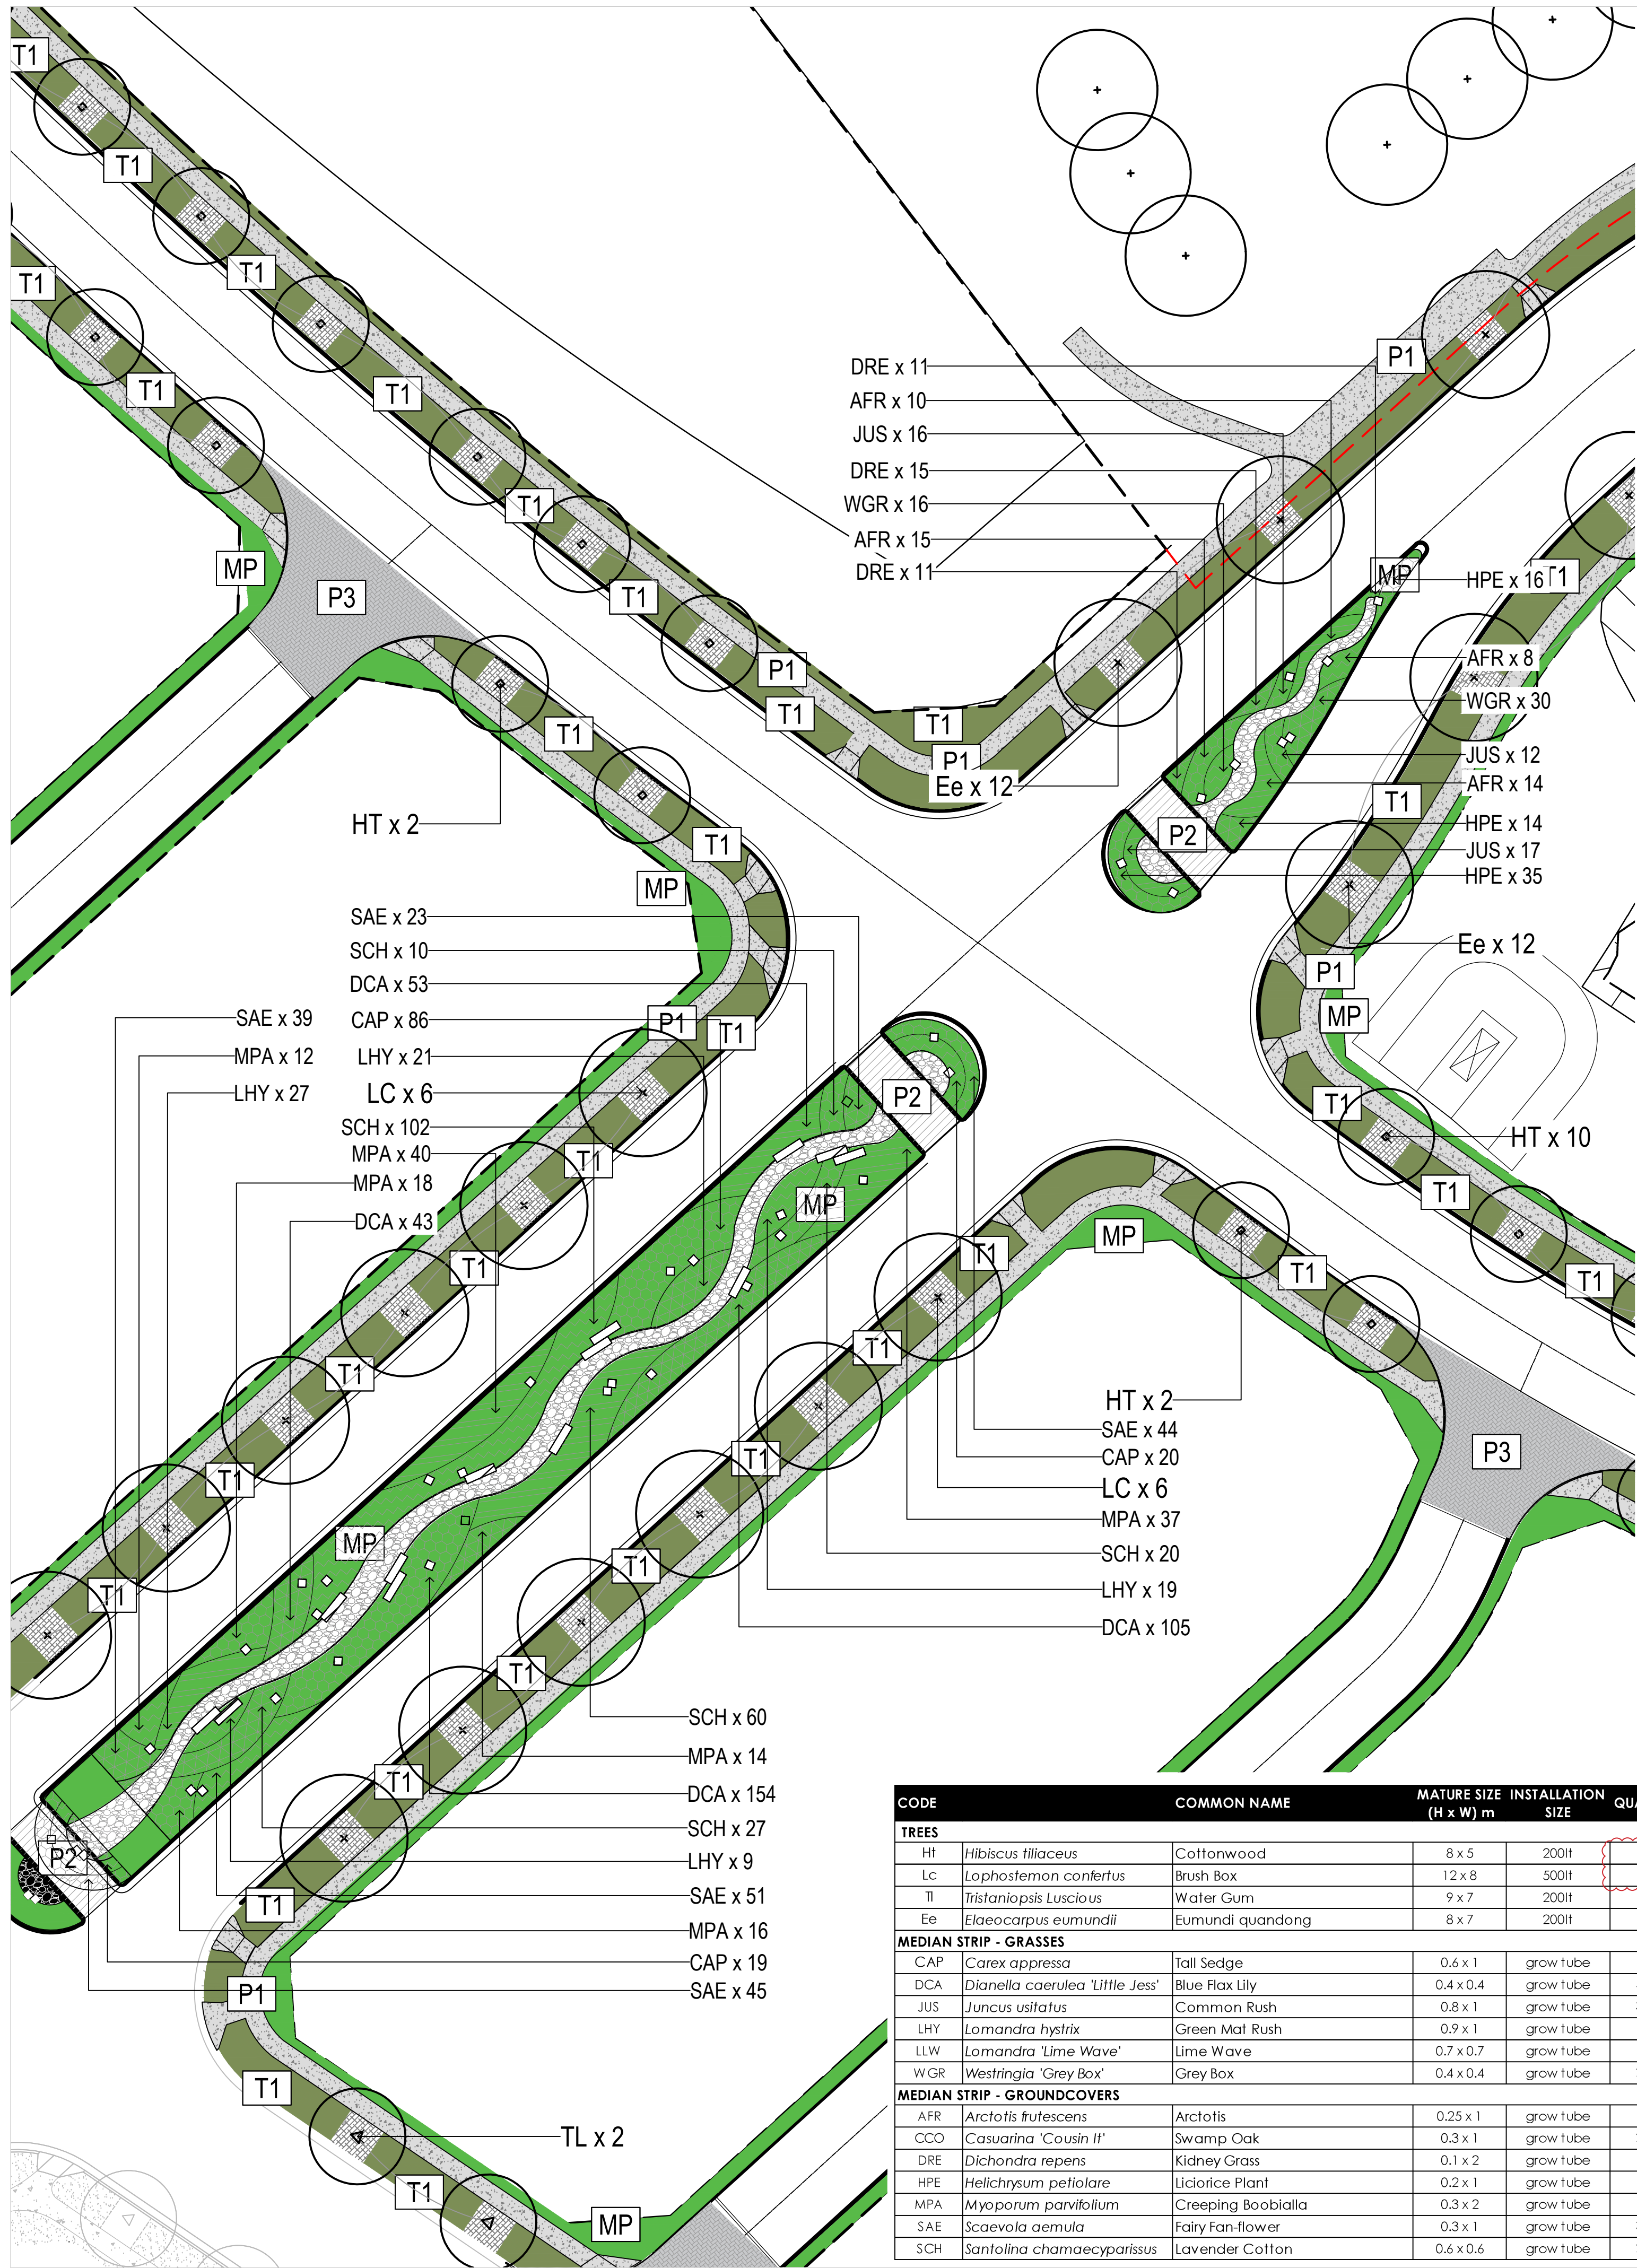 T1
T1
T1
T1
T1
T1
T1
T1
T1
P1
T1
T1
P1
Ee x 12
DRE x 11
AFR x 10
JUS x 16
DRE x 15
WGR x 16
AFR x 15
DRE x 11
P1
MP
HPE x 16
T1
AFR x 8
WGR x 30
JUS x 12
AFR x 14
T1
HPE x 14
JUS x 17
HPE x 35
P2
MP
P3
T1
HT x 2
T1
MP
Ee x 12
P1
MP
T1
HT x 10
T1
T1
SAE x 23
SCH x 10
DCA x 53
SAE x 39
CAP x 86
P1
T1
MPA x 12
LHY x 21
LHY x 27
LC x 6
SCH x 102
MPA x 40
MPA x 18
DCA x 43
T1
T1
T1
T1
T1
P2
MP
MP
T1
MP
T1
T1
T1
T1
T1
T1
T1
P3
HT x 2
SAE x 44
CAP x 20
LC x 6
MPA x 37
SCH x 20
LHY x 19
DCA x 105
SCH x 60
MPA x 14
DCA x 154
SCH x 27
LHY x 9
SAE x 51
MPA x 16
CAP x 19
SAE x 45
P2
P1
T1
TL x 2
T1
MP
CODE COMMON NAME MATURE SIZE (H x W) m INSTALLATION SIZE
TREES
Ht Hibiscus tiliaceus Cottonwood 8 x 5 200lt
Lc Lophostemon confertus Brush Box 12 x 8 500lt
Tl Tristaniopsis Luscious Water Gum 9 x 7 200lt
Ee Elaeocarpus eumundii Eumundi quandong 8 x 7 200lt
MEDIAN STRIP - GRASSES
CAP Carex appressa Tall Sedge 0.6 x 1 grow tube
DCA Dianella caerulea 'Little Jess' Blue Flax Lily 0.4 x 0.4 grow tube
JUS Juncus usitatus Common Rush 0.8 x 1 grow tube
LHY Lomandra hystrix Green Mat Rush 0.9 x 1 grow tube
LLW Lomandra 'Lime Wave' Lime Wave 0.7 x 0.7 grow tube
WGR Westringia 'Grey Box' Grey Box 0.4 x 0.4 grow tube
MEDIAN STRIP - GROUNDCOVERS
AFR Arctotis frutescens Arctotis 0.25 x 1 grow tube
CCO Casuarina 'Cousin It' Swamp Oak 0.3 x 1 grow tube
DRE Dichondra repens Kidney Grass 0.1 x 2 grow tube
HPE Helichrysum petiolare Liciorice Plant 0.2 x 1 grow tube
MPA Myoporum parvifolium Creeping Boobialla 0.3 x 2 grow tube
SAE Scaevola aemula Fairy Fan-flower 0.3 x 1 grow tube
SCH Santolina chamaecyparissus Lavender Cotton 0.6 x 0.6 grow tube